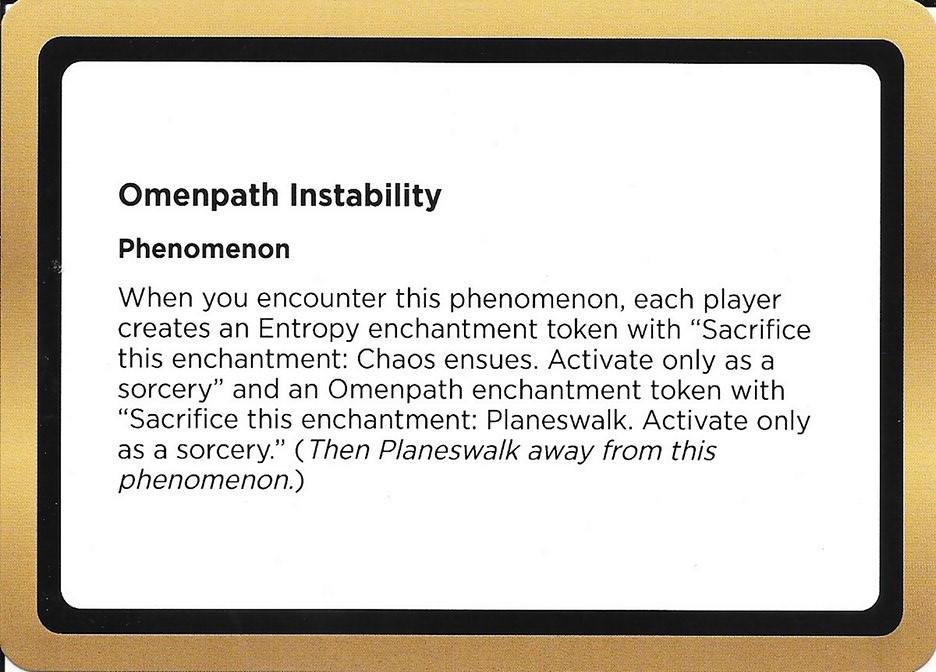 Omenpath Instability
Phenomenon
When you encounter this phenomenon, each player
creates an Entropy enchantment token with “Sacrifice
this enchantment: Chaos ensues. Activate only as a
sorcery” and an Omenpath enchantment token with
“Sacrifice this enchantment: Planeswalk. Activate only
as a sorcery.” (Then Planeswalk away from this
phenomenon.)